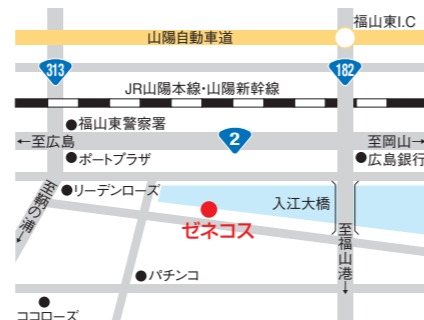 福山東I.C
山陽自動車道
313
182
JR山陽本線・山陽新幹線
福山東警察署
2
←至広島
至岡山→
ポートプラザ
広島銀行
リーデンローズ
入江大橋
至鞆の浦→
ゼネコス
至福山港→
パチンコ
ココローズ